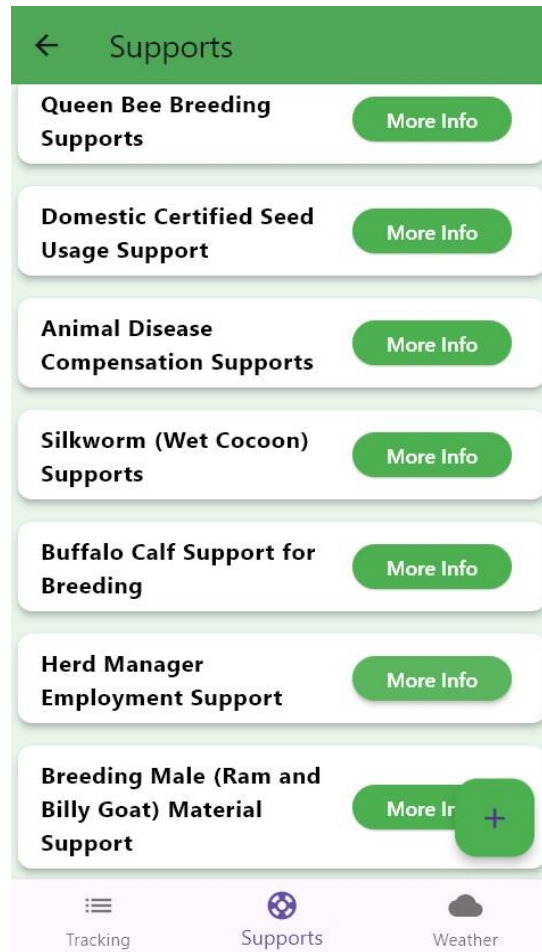 Supports
Queen Bee Breeding
Supports
More Info
Domestic Certified Seed
Usage Support
More Info
Animal Disease
Compensation Supports
More Info
Silkworm (Wet Cocoon)
Supports
More Info
Buffalo Calf Support for
Breeding
More Info
Herd Manager
Employment Support
More Info
Breeding Male (Ram and
Billy Goat) Material
Support
More
+
Tracking
Supports
Weather